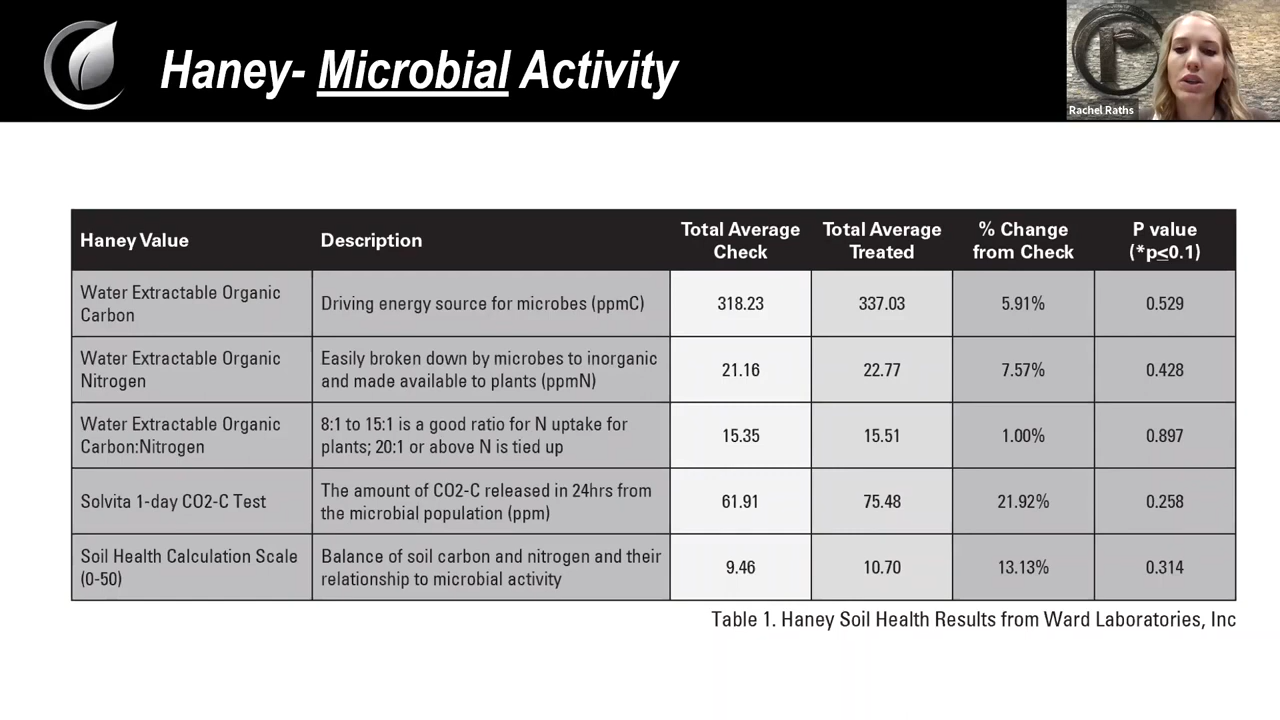 Haney- Microbial Activity
Rachel Raths
Haney Value
Description
Total Average
Check
Total Average
Treated
% Change
from Check
P value
(*p≤0.1)
Water Extractable Organic
Carbon
Driving energy source for microbes (ppmC)
318.23
337.03
5.91%
0.529
Water Extractable Organic
Nitrogen
Easily broken down by microbes to inorganic
and made available to plants (ppmN)
21.16
22.77
7.57%
0.428
Water Extractable Organic
Carbon:Nitrogen
8:1 to 15:1 is a good ratio for N uptake for
plants; 20:1 or above N is tied up
15.35
15.51
1.00%
0.897
Solvita 1-day CO2-C Test
The amount of CO2-C released in 24hrs from
the microbial population (ppm)
61.91
75.48
21.92%
0.258
Soil Health Calculation Scale
(0-50)
Balance of soil carbon and nitrogen and their
relationship to microbial activity
9.46
10.70
13.13%
0.314
Table 1. Haney Soil Health Results from Ward Laboratories, Inc